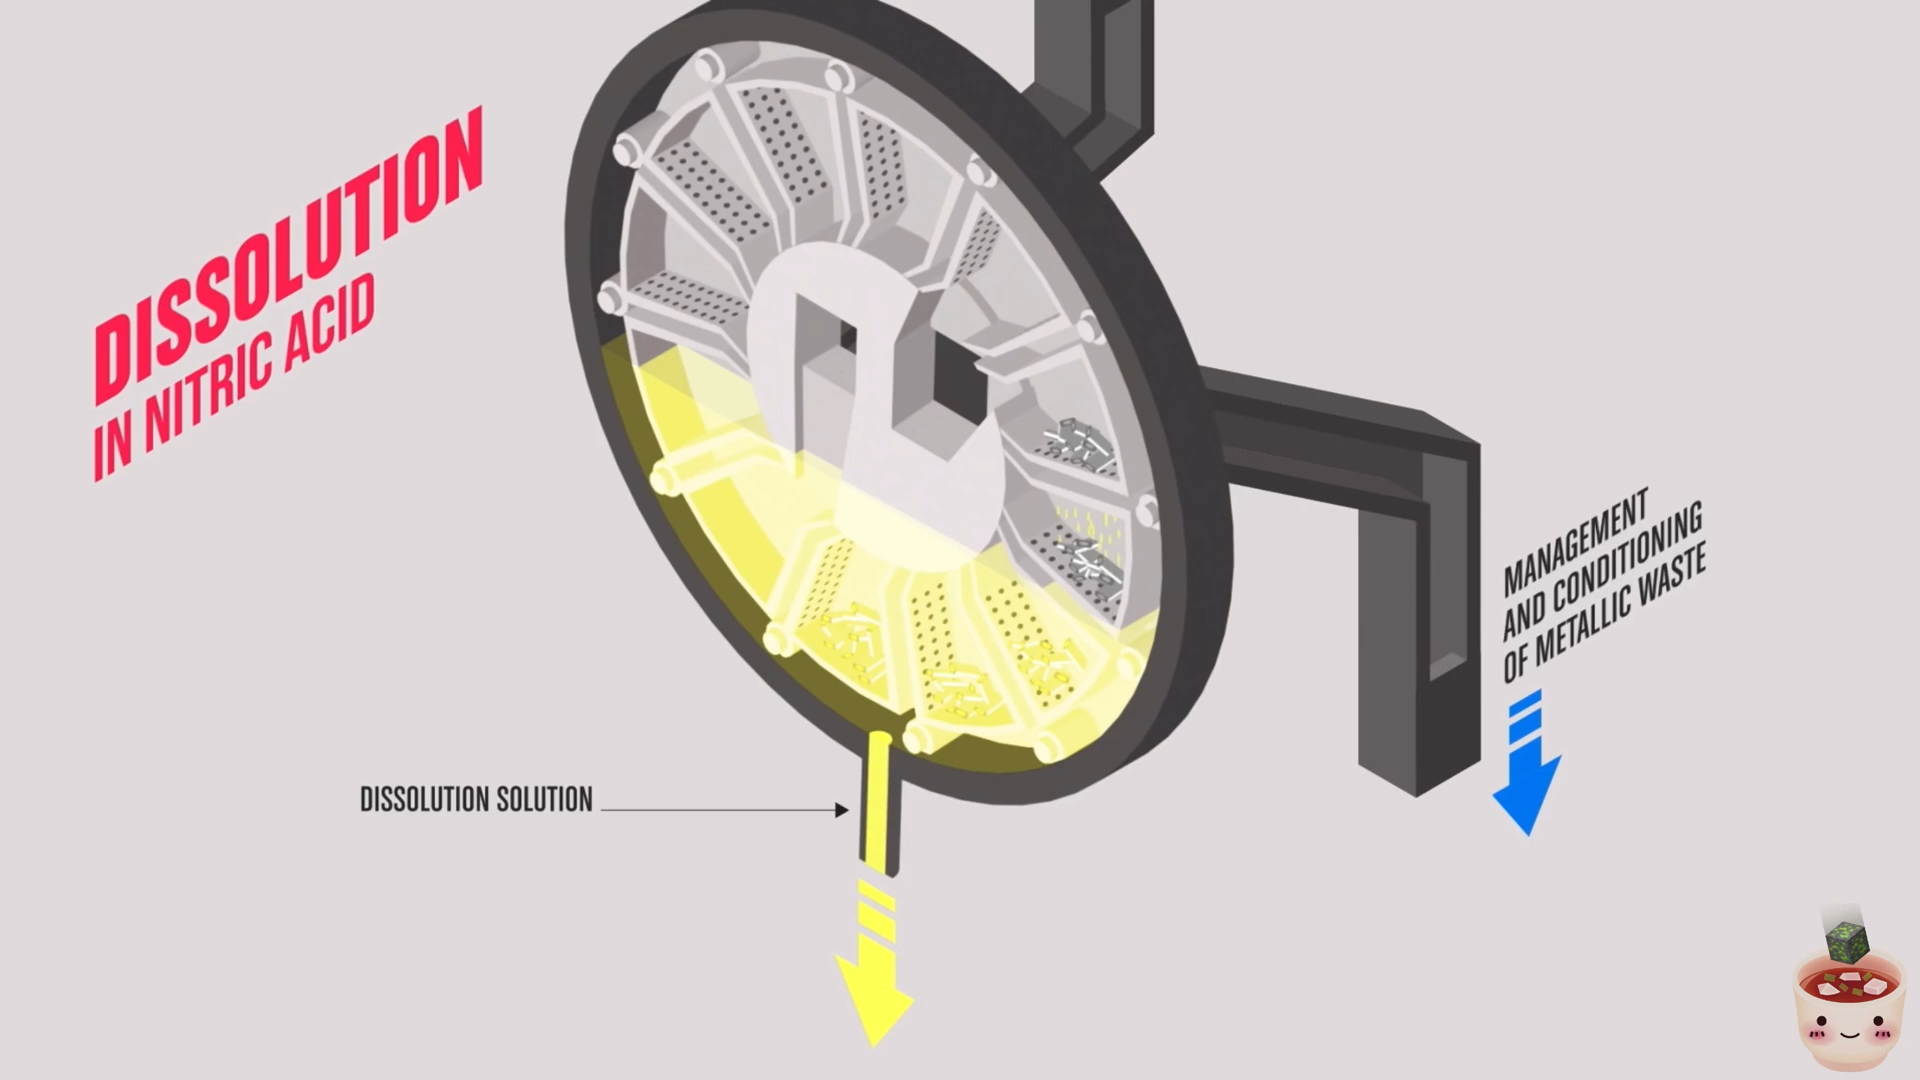 DISSOLUTION
IN NITRIC ACID
MANAGEMENT
AND CONDITIONING
OF METALLIC WASTE
DISSOLUTION SOLUTION